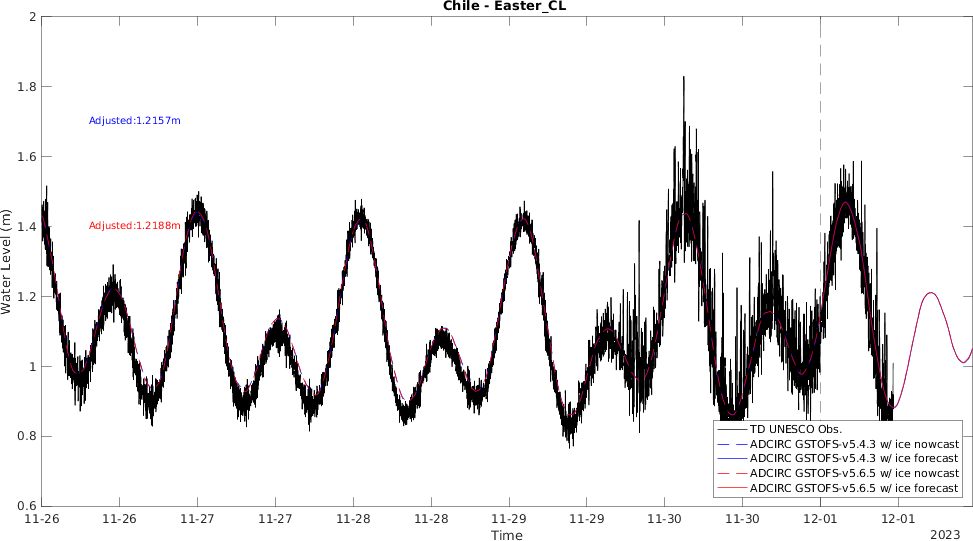 Chile - Easter_CL
2
1.8
1.6
1.4
1.2
1
0.8
0.6
Water Level (m)
Adjusted:1.2157m
Adjusted:1.2188m
TD UNESCO Obs.
ADCIRC GSTOFS-v5.4.3 w/ ice nowcast
ADCIRC GSTOFS-v5.4.3 w/ ice forecast
ADCIRC GSTOFS-v5.6.5 w/ ice nowcast
ADCIRC GSTOFS-v5.6.5 w/ ice forecast
11-26 11-26 11-27 11-27 11-28 11-28 11-29 11-29 11-30 11-30 12-01 12-01
Time
2023